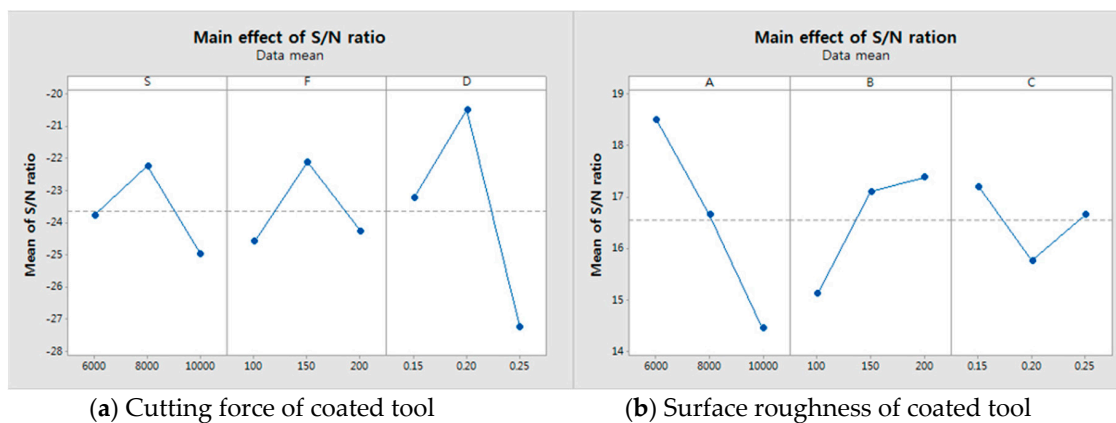 Main effect of S/N ratio
Data mean
S F D
Mean of S/N ratio
-20
-21
-22
-23
-24
-25
-26
-27
-28
6000 8000 10000 100 150 200 0.15 0.20 0.25
(a) Cutting force of coated tool
Main effect of S/N ration
Data mean
A B C
Mean of S/N ratio
19
18
17
16
15
14
6000 8000 10000 100 150 200 0.15 0.20 0.25
(b) Surface roughness of coated tool